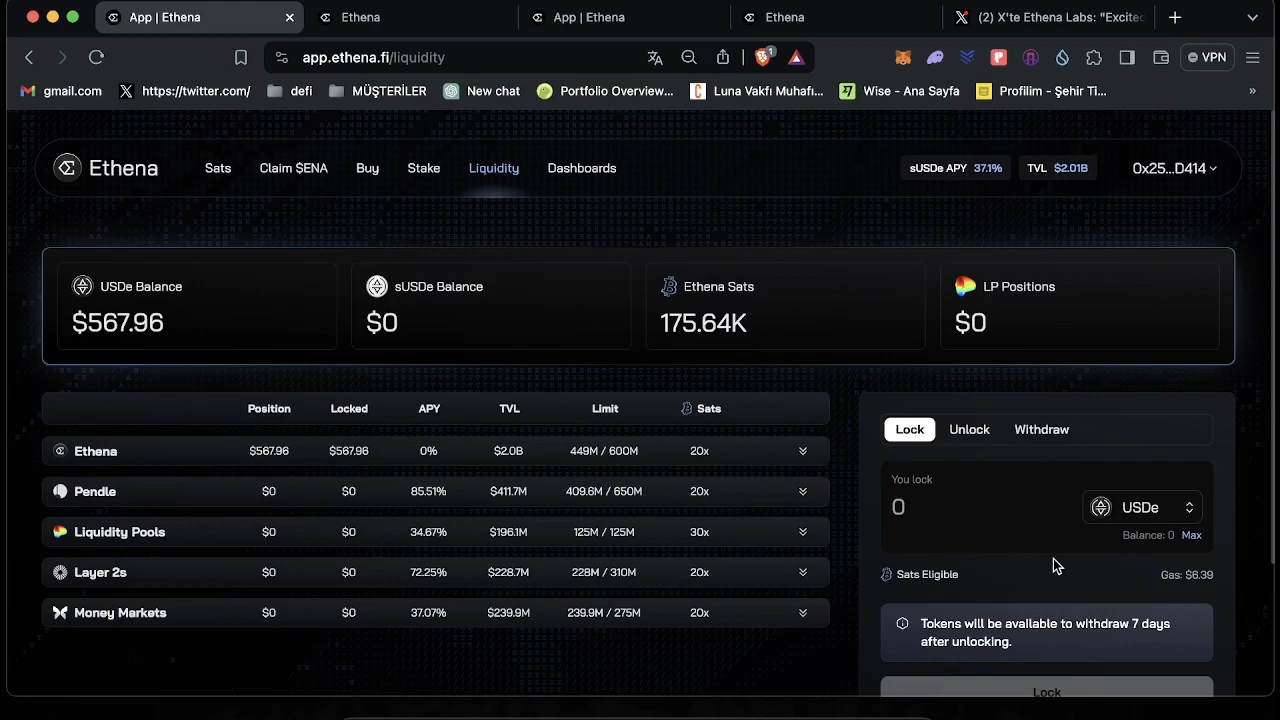 App | Ethena
Ethena
App | Ethena
Ethena
(2) X'te Ethena Labs: "Excited
app.ethena.fi/liquidity
1
VPN
gmail.com
https://twitter.com/
defi
MÜŞTERİLER
New chat
Portfolio Overview...
Luna Vakfı Muhafı...
Wise - Ana Sayfa
Profilim - Şehir Ti...
»
Ethena
Sats
Claim $ENA
Buy
Stake
Liquidity
Dashboards
sUSDe APY 37.1%
TVL $2.01B
0x25...D414
USDe Balance
$567.96
sUSDe Balance
$0
Ethena Sats
175.64K
LP Positions
$0
Position Locked APY TVL Limit Sats
Ethena $567.96 $567.96 0% $2.0B 449M / 600M 20x
Pendle $0 $0 85.51% $411.7M 409.6M / 650M 20x
Liquidity Pools $0 $0 34.67% $196.1M 125M / 125M 30x
Layer 2s $0 $0 72.25% $228.7M 228M / 310M 20x
Money Markets $0 $0 37.07% $239.9M 239.9M / 275M 20x
Lock Unlock Withdraw
You lock
0
USDe
Balance: 0 Max
Sats Eligible
Gas: $6.39
Tokens will be available to withdraw 7 days
after unlocking.
Lock